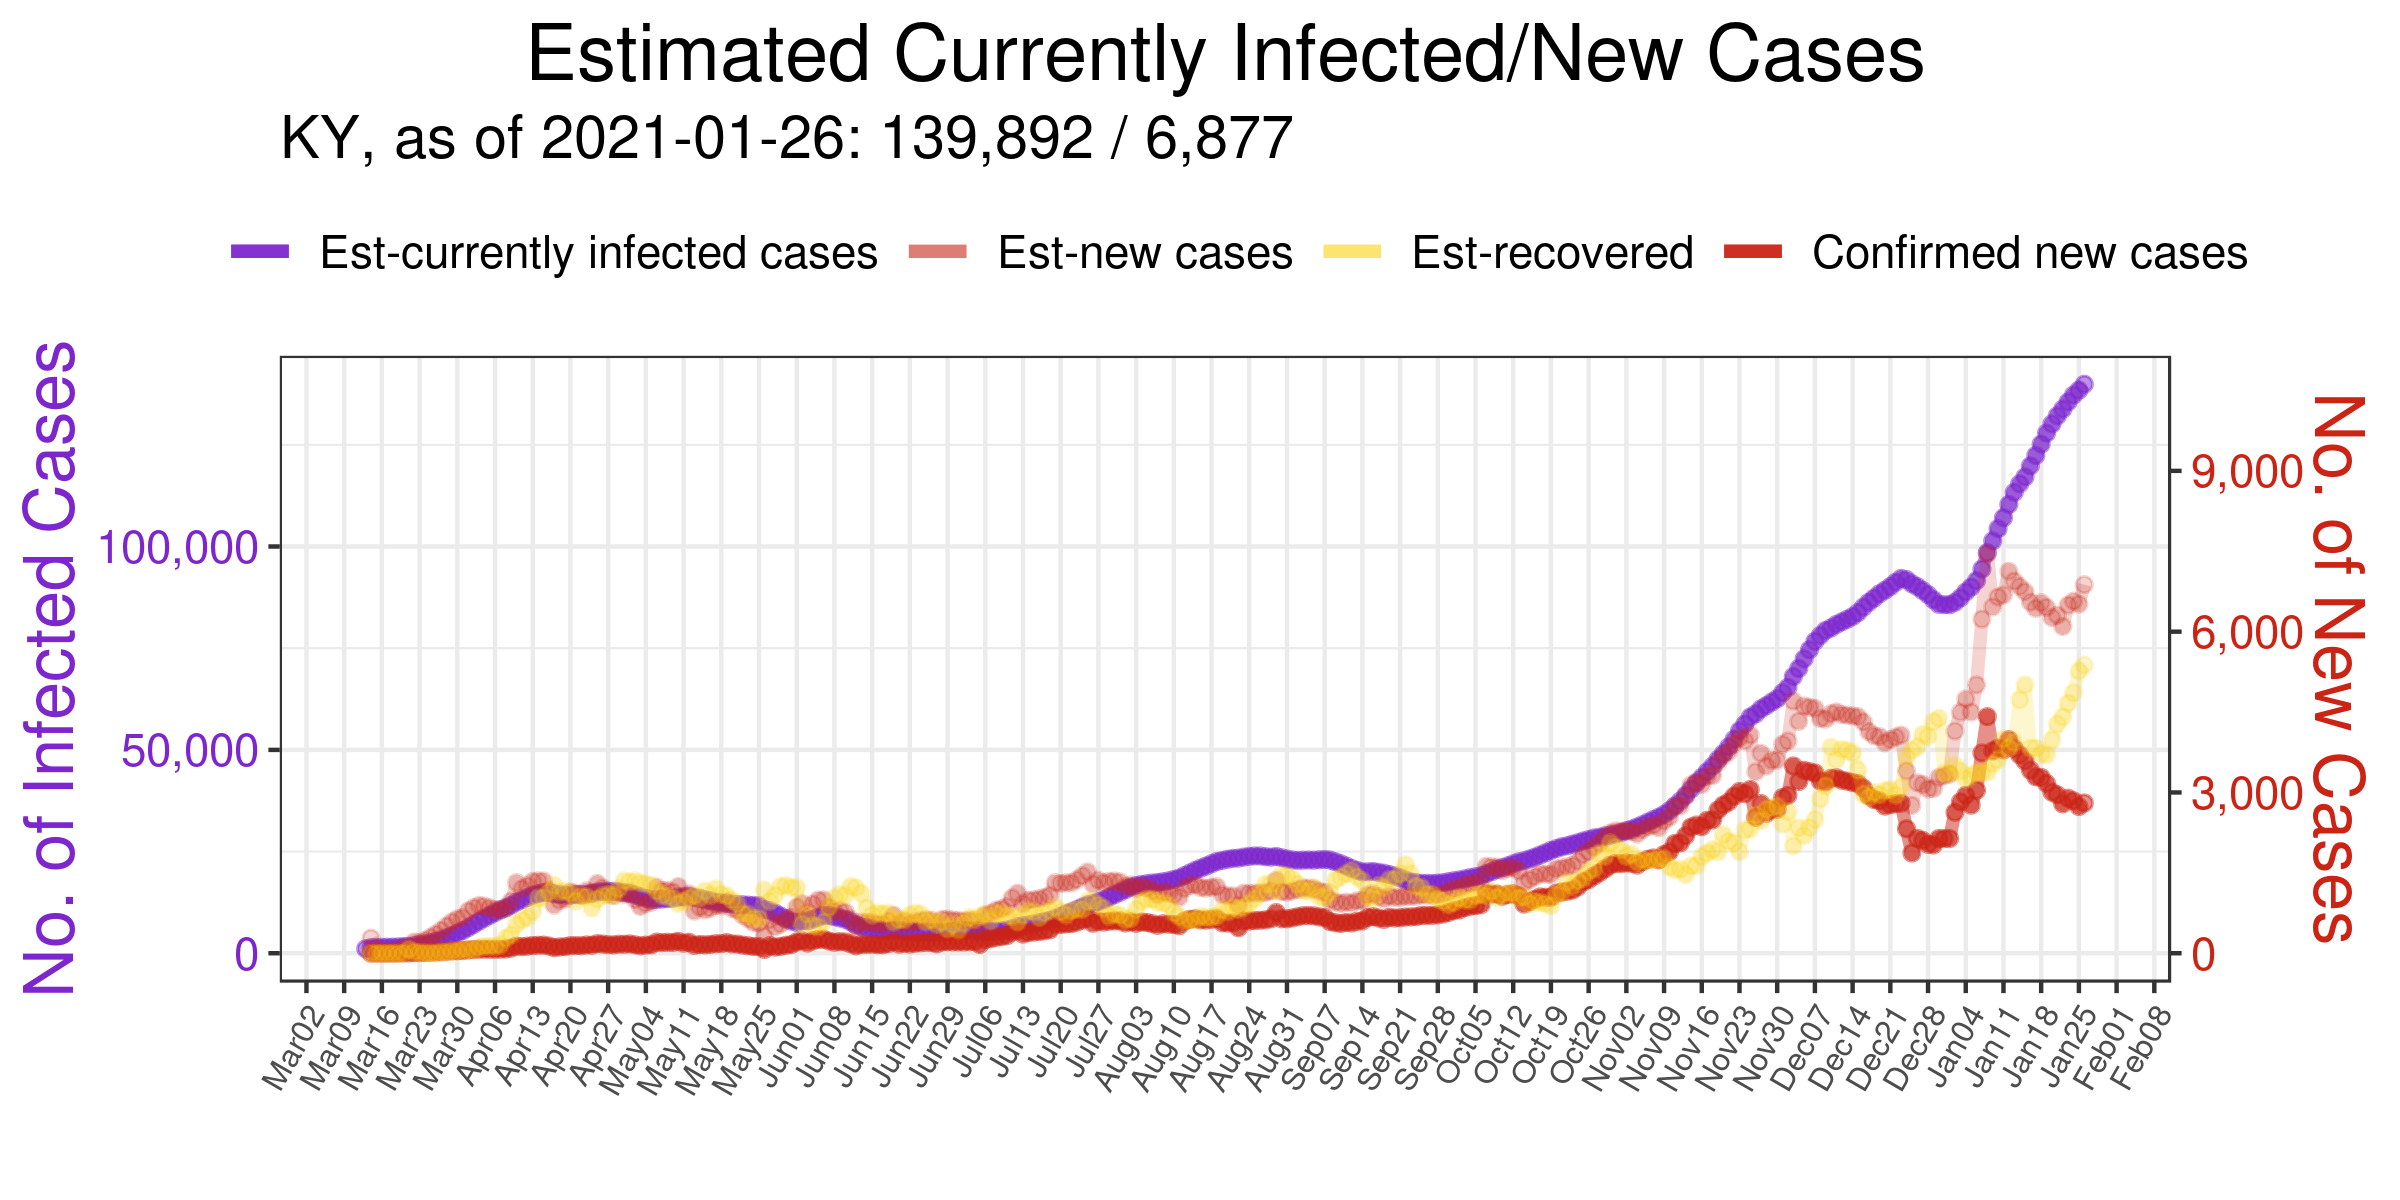 Estimated Currently Infected/New Cases
KY, as of 2021-01-26: 139,892 / 6,877
Est-currently infected cases Est-new cases Est-recovered Confirmed new cases
No. of Infected Cases
100,000
50,000
0
9,000
6,000
3,000
0
No. of New Cases
Mar02 Mar09 Mar16 Mar23 Mar30 Apr06 Apr13 Apr20 Apr27 May04 May11 May18 May25 Jun01 Jun08 Jun15 Jun22 Jun29 Jul06 Jul13 Jul20 Jul27 Aug03 Aug10 Aug17 Aug24 Aug31 Sep07 Sep14 Sep21 Sep28 Oct05 Oct12 Oct19 Oct26 Nov02 Nov09 Nov16 Nov23 Nov30 Dec07 Dec14 Dec21 Dec28 Jan04 Jan11 Jan18 Jan25 Feb01 Feb08